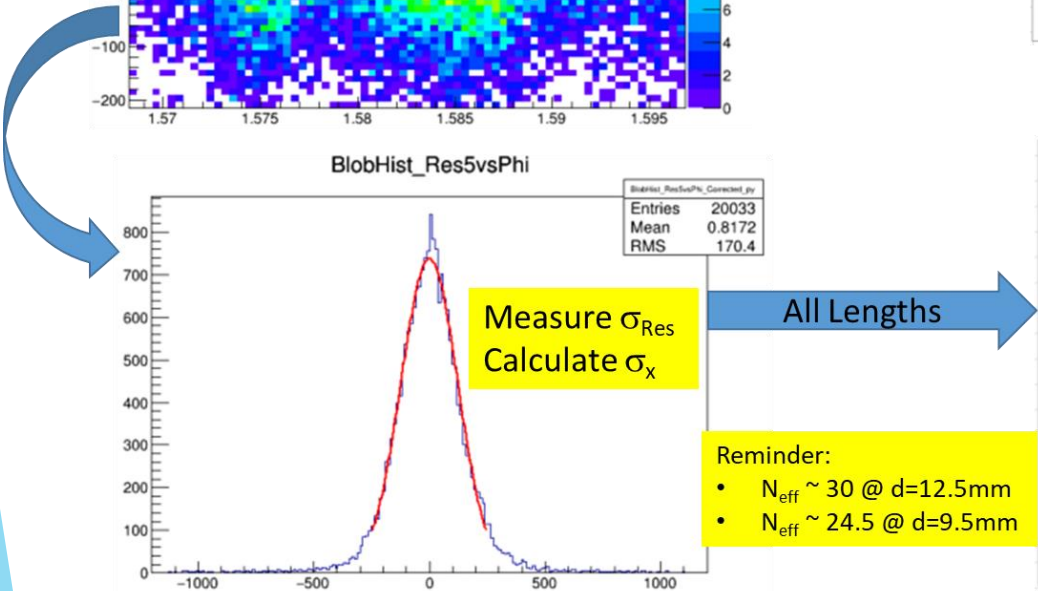 6
4
-100
2
-200
0
1.57 1.575 1.58 1.585 1.59 1.595
BlobHist_Res5vsPhi
BlobHist_Res5vsPhi_Corrected_py
Entries 20033
Mean 0.8172
RMS 170.4
800
700
600
500
400
300
200
100
0
-1000 -500 0 500 1000
Measure σRes
Calculate σx
All Lengths
Reminder:
• Neff ~ 30 @ d=12.5mm
• Neff ~ 24.5 @ d=9.5mm